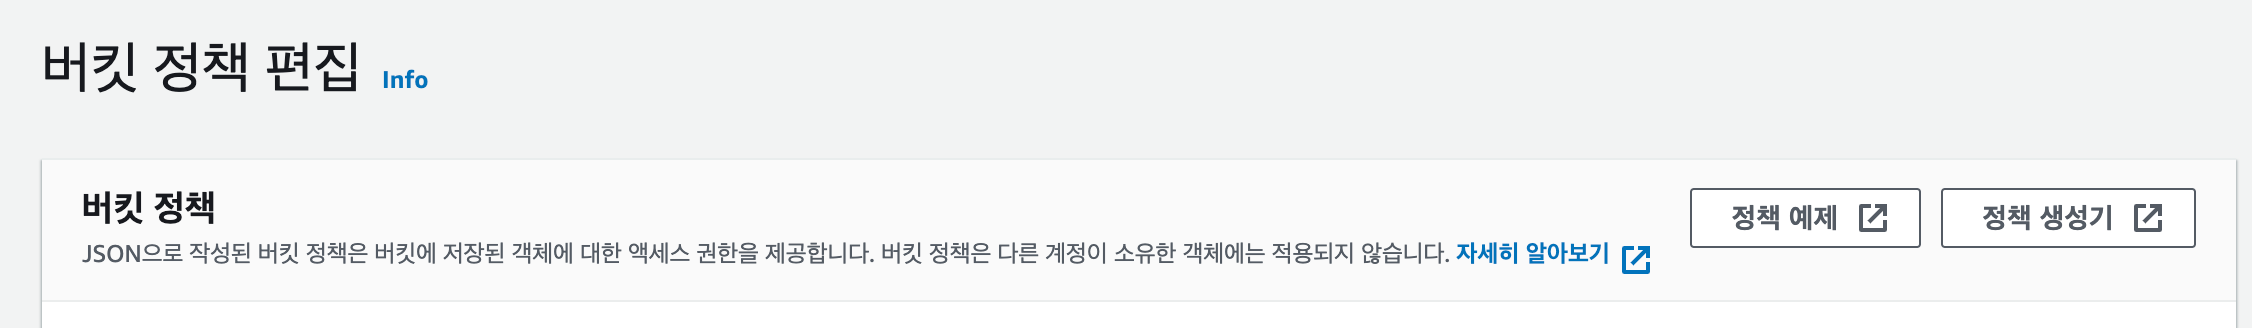 버킷 정책 편집 Info
버킷 정책
정책 예제
정책 생성기
JSON으로 작성된 버킷 정책은 버킷에 저장된 객체에 대한 액세스 권한을 제공합니다. 버킷 정책은 다른 계정이 소유한 객체에는 적용되지 않습니다. 자세히 알아보기